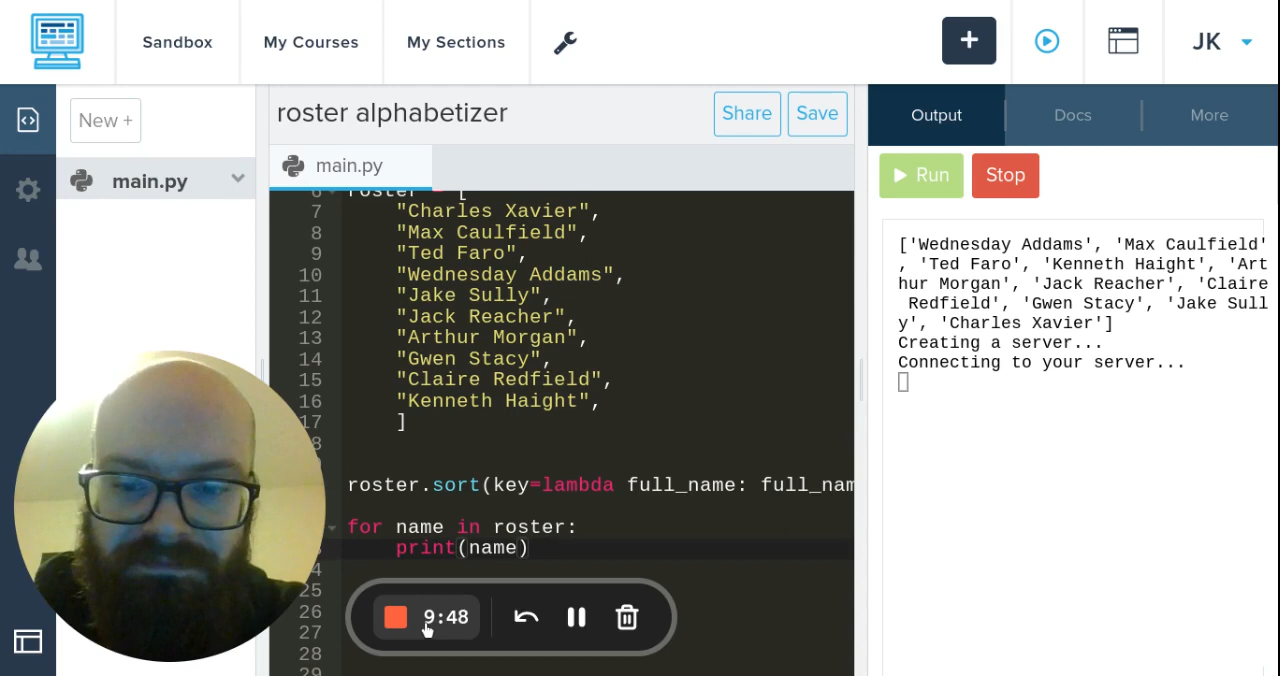 Sandbox
My Courses
My Sections
+
JK
New +
main.py
roster alphabetizer
Share
Save
main.py
7 "Charles Xavier",
8 "Max Caulfield",
9 "Ted Faro",
10 "Wednesday Addams",
11 "Jake Sully",
12 "Jack Reacher",
13 "Arthur Morgan",
14 "Gwen Stacy",
15 "Claire Redfield",
16 "Kenneth Haight",
17 ]
roster.sort(key=lambda full_name: full_nam
for name in roster:
print(name)
25
26
27
28
29
9:48
Output
Docs
More
Run
Stop
['Wednesday Addams', 'Max Caulfield'
, 'Ted Faro', 'Kenneth Haight', 'Art
hur Morgan', 'Jack Reacher', 'Claire
Redfield', 'Gwen Stacy', 'Jake Sull
y', 'Charles Xavier']
Creating a server...
Connecting to your server...